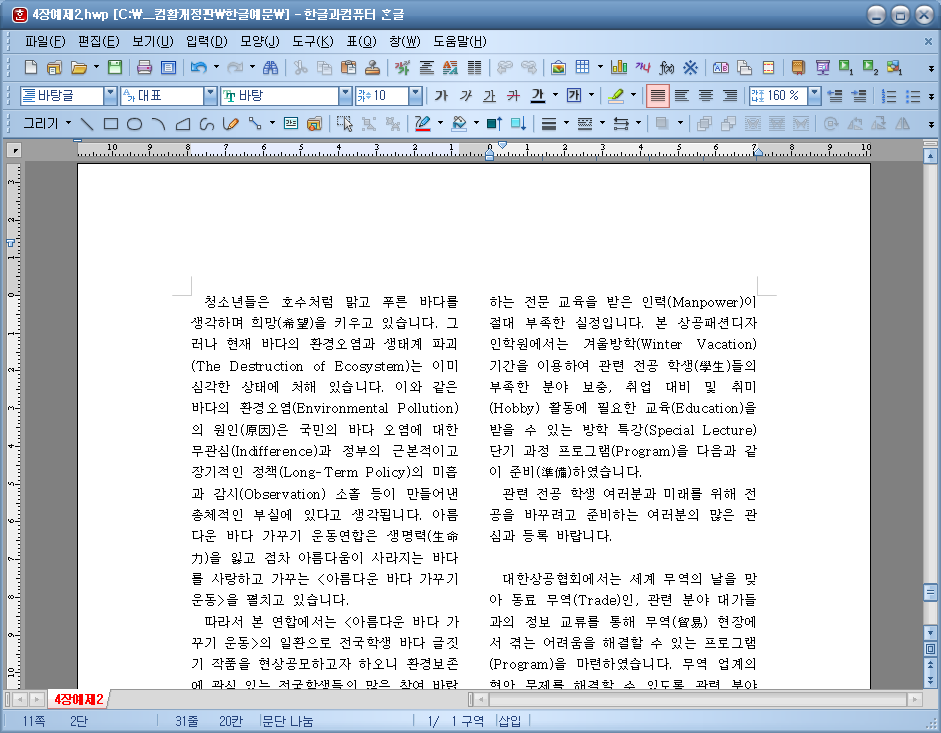 4장예제2.hwp [C:\...컴활개정판\한글예문\] - 한글과컴퓨터 흔글
파일(F) 편집(E) 보기(U) 입력(D) 모양(J) 도구(K) 표(Q) 창(W) 도움말(H)
바탕글 대표 바탕 10 가 가 가 가 가 가 160 %
그리기
10 9 8 7 6 5 4 3 2 1 0 1 2 3 4 5 6 7 8 9 10
청소년들은 호수처럼 맑고 푸른 바다를
생각하며 희망(希望)을 키우고 있습니다. 그
러나 현재 바다의 환경오염과 생태계 파괴
(The Destruction of Ecosystem)는 이미
심각한 상태에 처해 있습니다. 이와 같은
바다의 환경오염(Environmental Pollution)
의 원인(原因)은 국민의 바다 오염에 대한
무관심(Indifference)과 정부의 근본적이고
장기적인 정책(Long-Term Policy)의 미흡
과 감시(Observation) 소홀 등이 만들어낸
총체적인 부실에 있다고 생각됩니다. 아름
다운 바다 가꾸기 운동연합은 생명력(生命
力)을 잃고 점차 아름다움이 사라지는 바다
를 사랑하고 가꾸는 <아름다운 바다 가꾸기
운동>을 펼치고 있습니다.
따라서 본 연합에서는 <아름다운 바다 가
꾸기 운동>의 일환으로 전국학생 바다 글짓
기 작품을 현상공모하고자 하오니 환경보존
에 관심 있는 전국학생들의 많은 참여 바랍
하는 전문 교육을 받은 인력(Manpower)이
절대 부족한 실정입니다. 본 상공패션디자
인학원에서는 겨울방학(Winter Vacation)
기간을 이용하여 관련 전공 학생(學生)들의
부족한 분야 보충, 취업 대비 및 취미
(Hobby) 활동에 필요한 교육(Education)을
받을 수 있는 방학 특강(Special Lecture)
단기 과정 프로그램(Program)을 다음과 같
이 준비(準備)하였습니다.
관련 전공 학생 여러분과 미래를 위해 전
공을 바꾸려고 준비하는 여러분의 많은 관
심과 등록 바랍니다.
대한상공협회에서는 세계 무역의 날을 맞
아 동료 무역(Trade)인, 관련 분야 대가들
과의 정보 교류를 통해 무역(貿易) 현장에
서 겪는 어려움을 해결할 수 있는 프로그램
(Program)을 마련하였습니다. 무역 업계의
현안 문제를 해결할 수 있도록 관련 분야
4장예제2
11쪽 2단 31줄 20칸 문단 나눔 1/ 1 구역 삽입